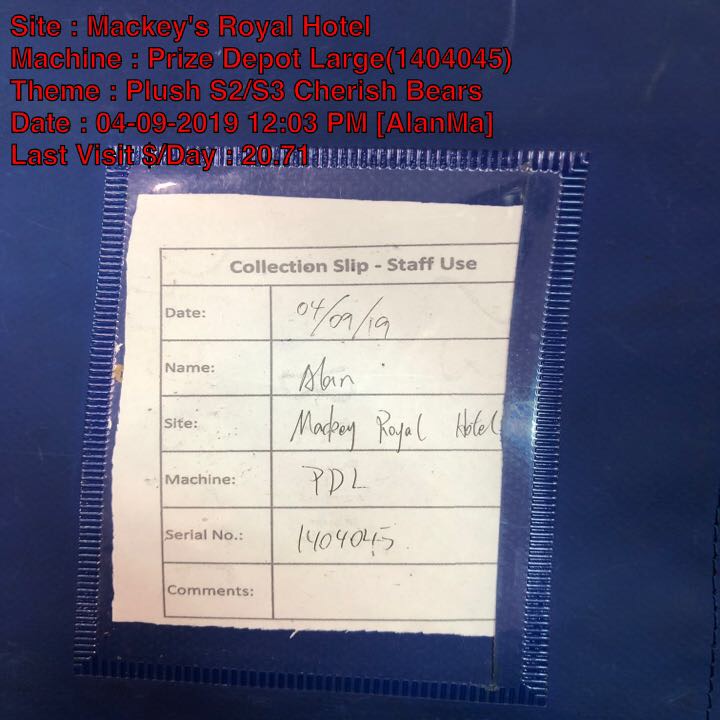 Site : Mackey's Royal Hotel
Machine : Prize Depot Large(1404045)
Theme : Plush S2/S3 Cherish Bears
Date : 04-09-2019 12:03 PM [AlanMa]
Last Visit $/Day : 20.71
Collection Slip - Staff Use
Date: 04/09/19
Name: Alan
Site: Mackey Royal Hotel
Machine: PDL
Serial No.: 1404045
Comments: